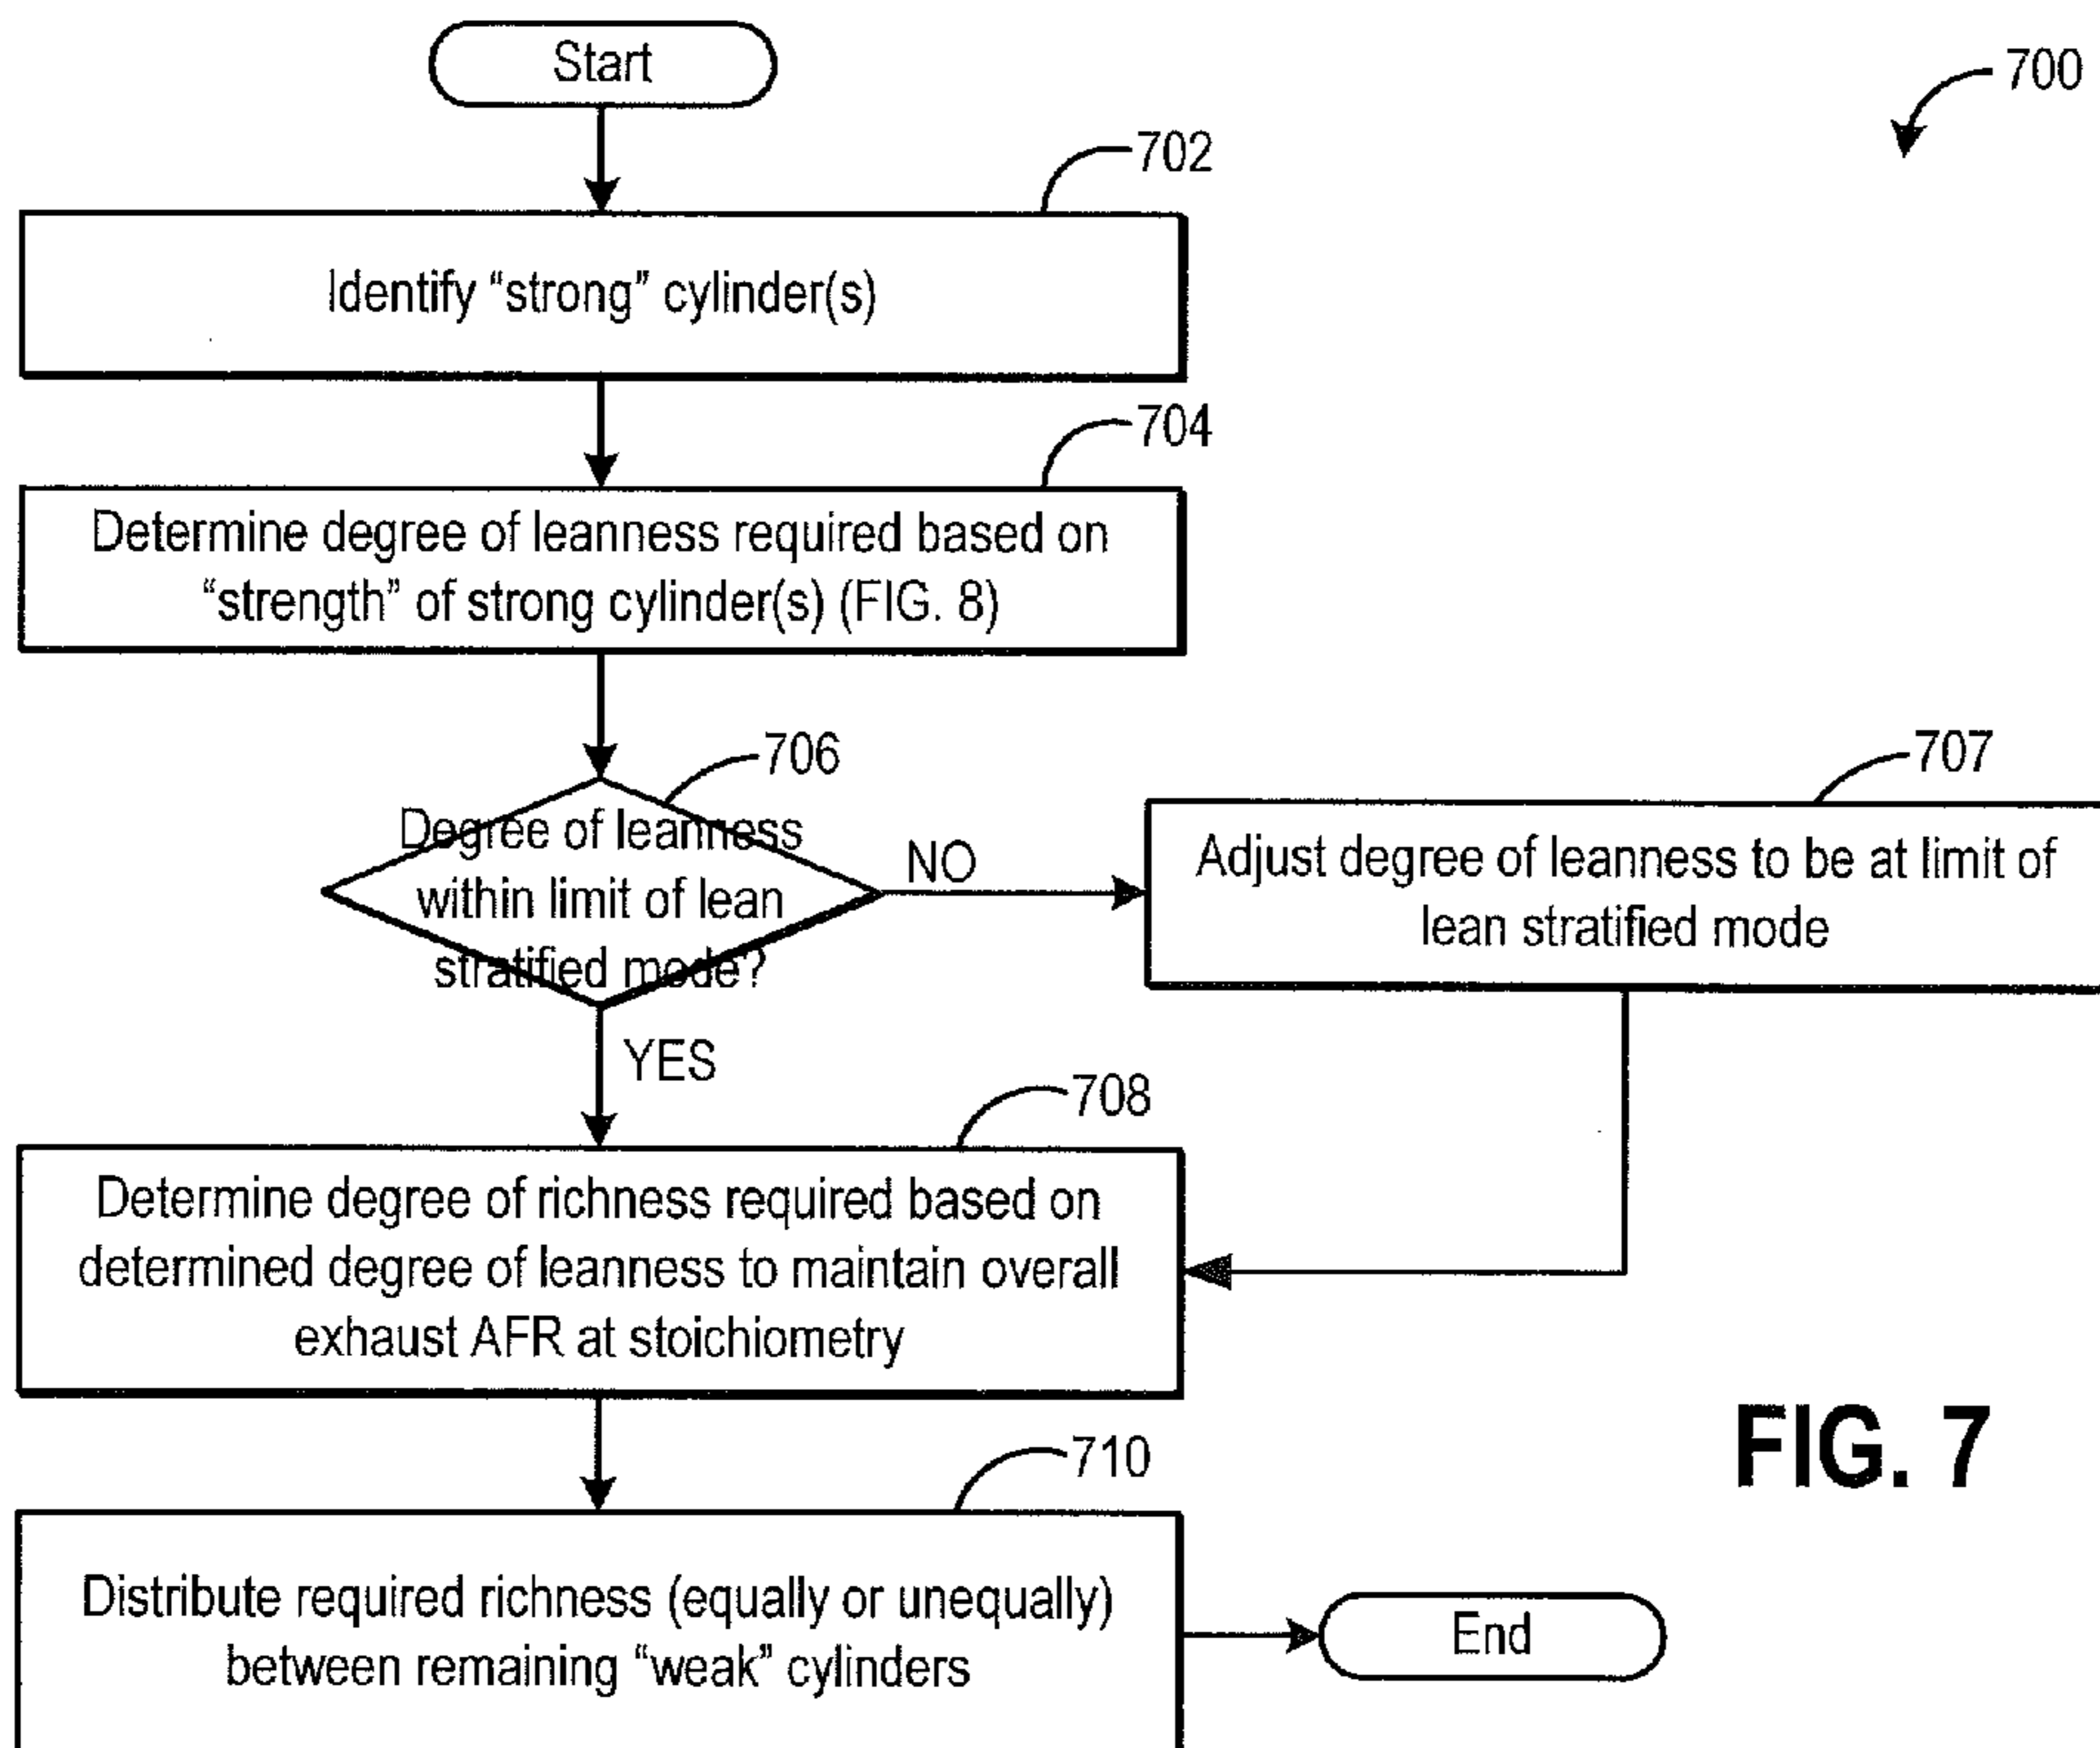 Start
700
702
Identify “strong” cylinder(s)
704
Determine degree of leanness required based on
“strength” of strong cylinder(s) (FIG. 8)
706
Degree of leanness
within limit of lean
stratified mode?
NO
707
Adjust degree of leanness to be at limit of
lean stratified mode
YES
708
Determine degree of richness required based on
determined degree of leanness to maintain overall
exhaust AFR at stoichiometry
710
Distribute required richness (equally or unequally)
between remaining “weak” cylinders
End
FIG. 7